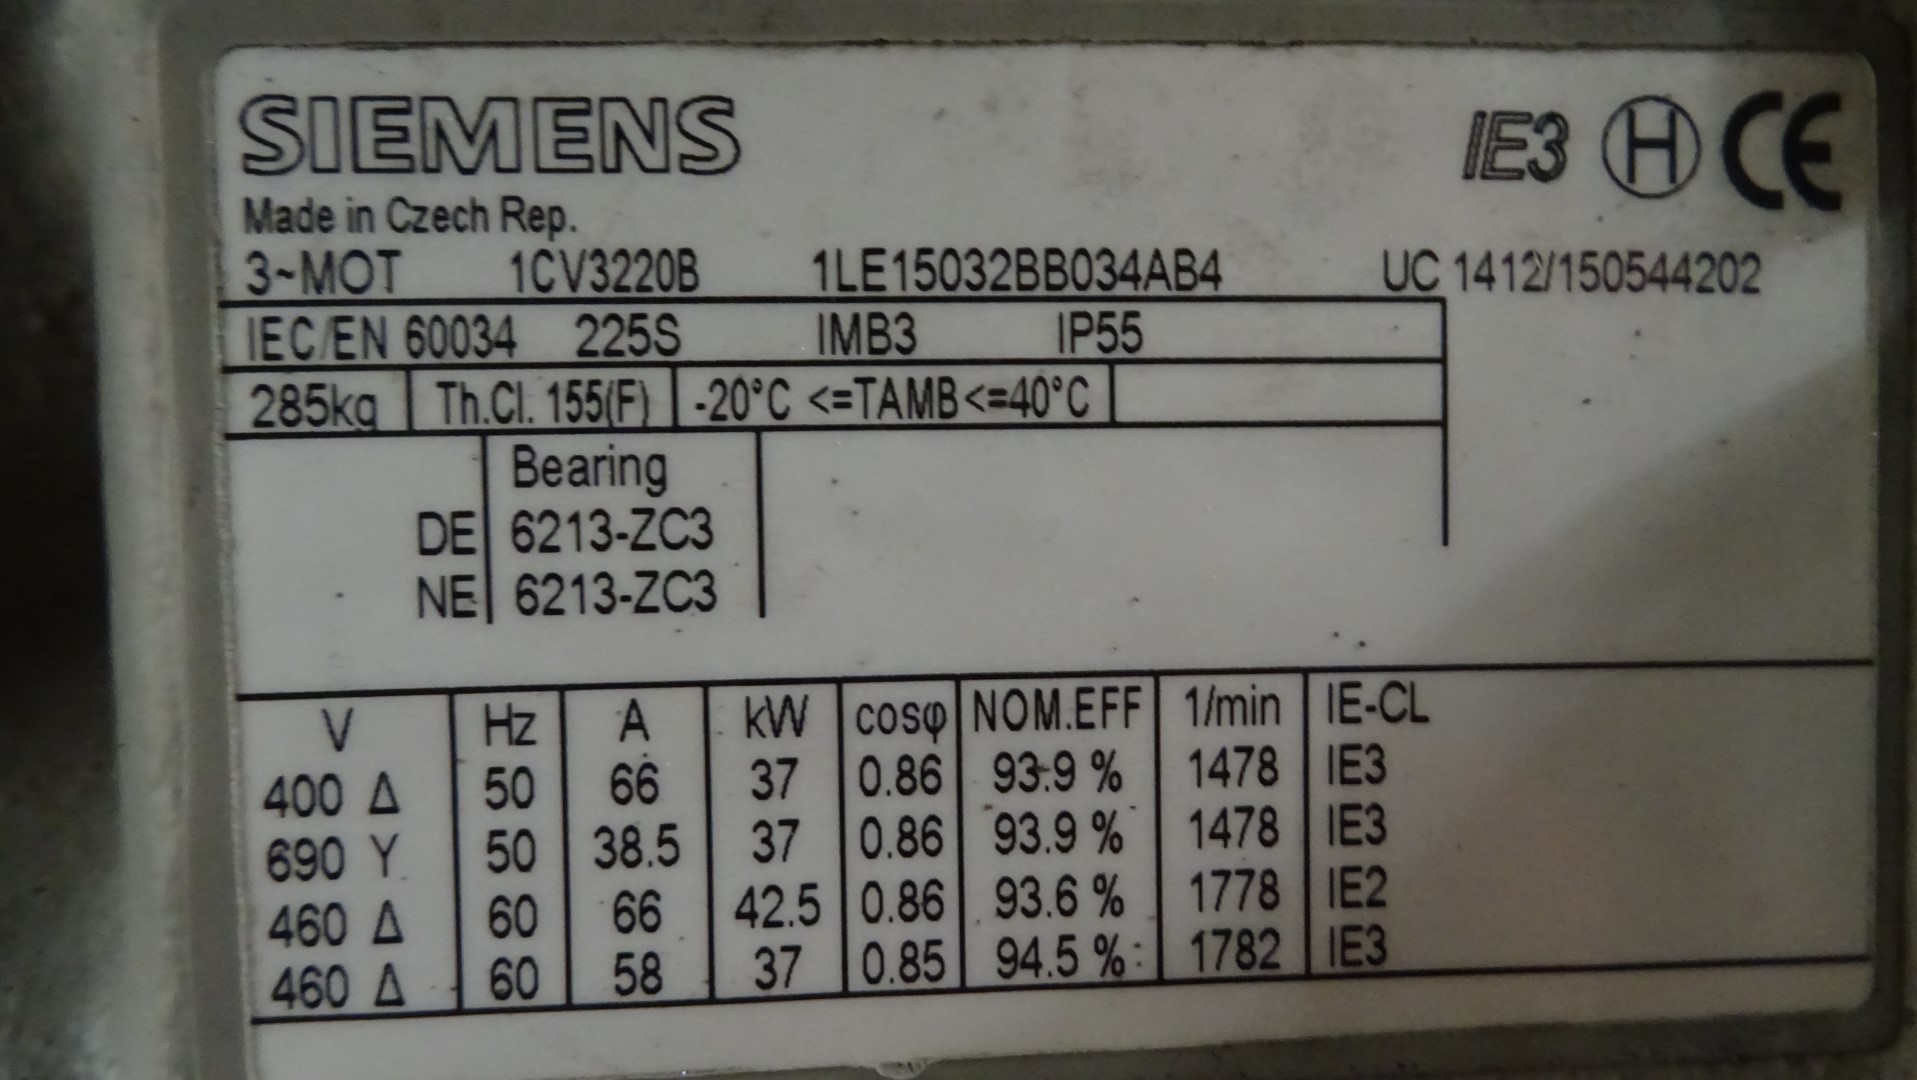 SIEMENS IE3 H CE
Made in Czech Rep.
3~MOT 1CV3220B 1LE15032BB034AB4 UC 1412/150544202
IEC/EN 60034 225S IMB3 IP55
285kg Th.Cl. 155(F) -20°C <=TAMB<=40°C
Bearing
DE 6213-ZC3
NE 6213-ZC3
V Hz A kW cosφ NOM.EFF 1/min IE-CL
400 Δ 50 66 37 0.86 93.9 % 1478 IE3
690 Y 50 38.5 37 0.86 93.9 % 1478 IE3
460 Δ 60 66 42.5 0.86 93.6 % 1778 IE2
460 Δ 60 58 37 0.85 94.5 % 1782 IE3